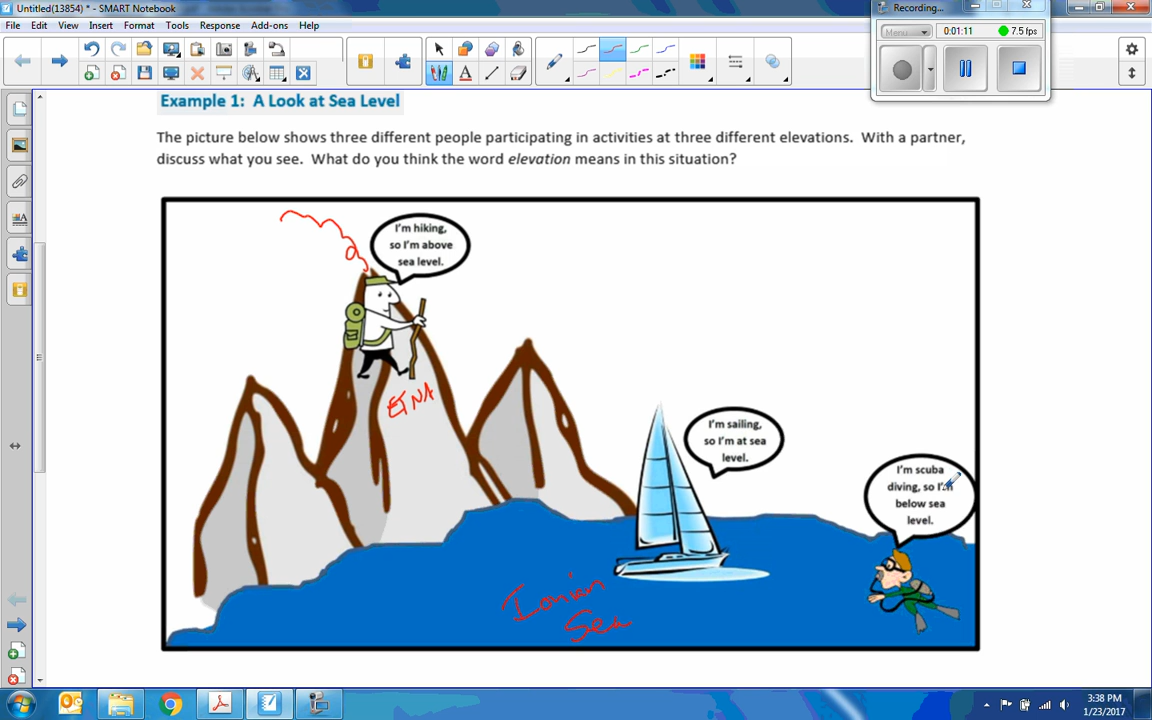 Untitled(13854) * - SMART Notebook
Recording...
File Edit View Insert Format Tools Response Add-ons Help
Menu 0:01:11 7.5 fps
Example 1: A Look at Sea Level
The picture below shows three different people participating in activities at three different elevations. With a partner,
discuss what you see. What do you think the word elevation means in this situation?
I'm hiking,
so I'm above
sea level.
ETNA
I'm sailing,
so I'm at sea
level.
I'm scuba
diving, so I'm
below sea
level.
Ionian
Sea
3:38 PM
1/23/2017